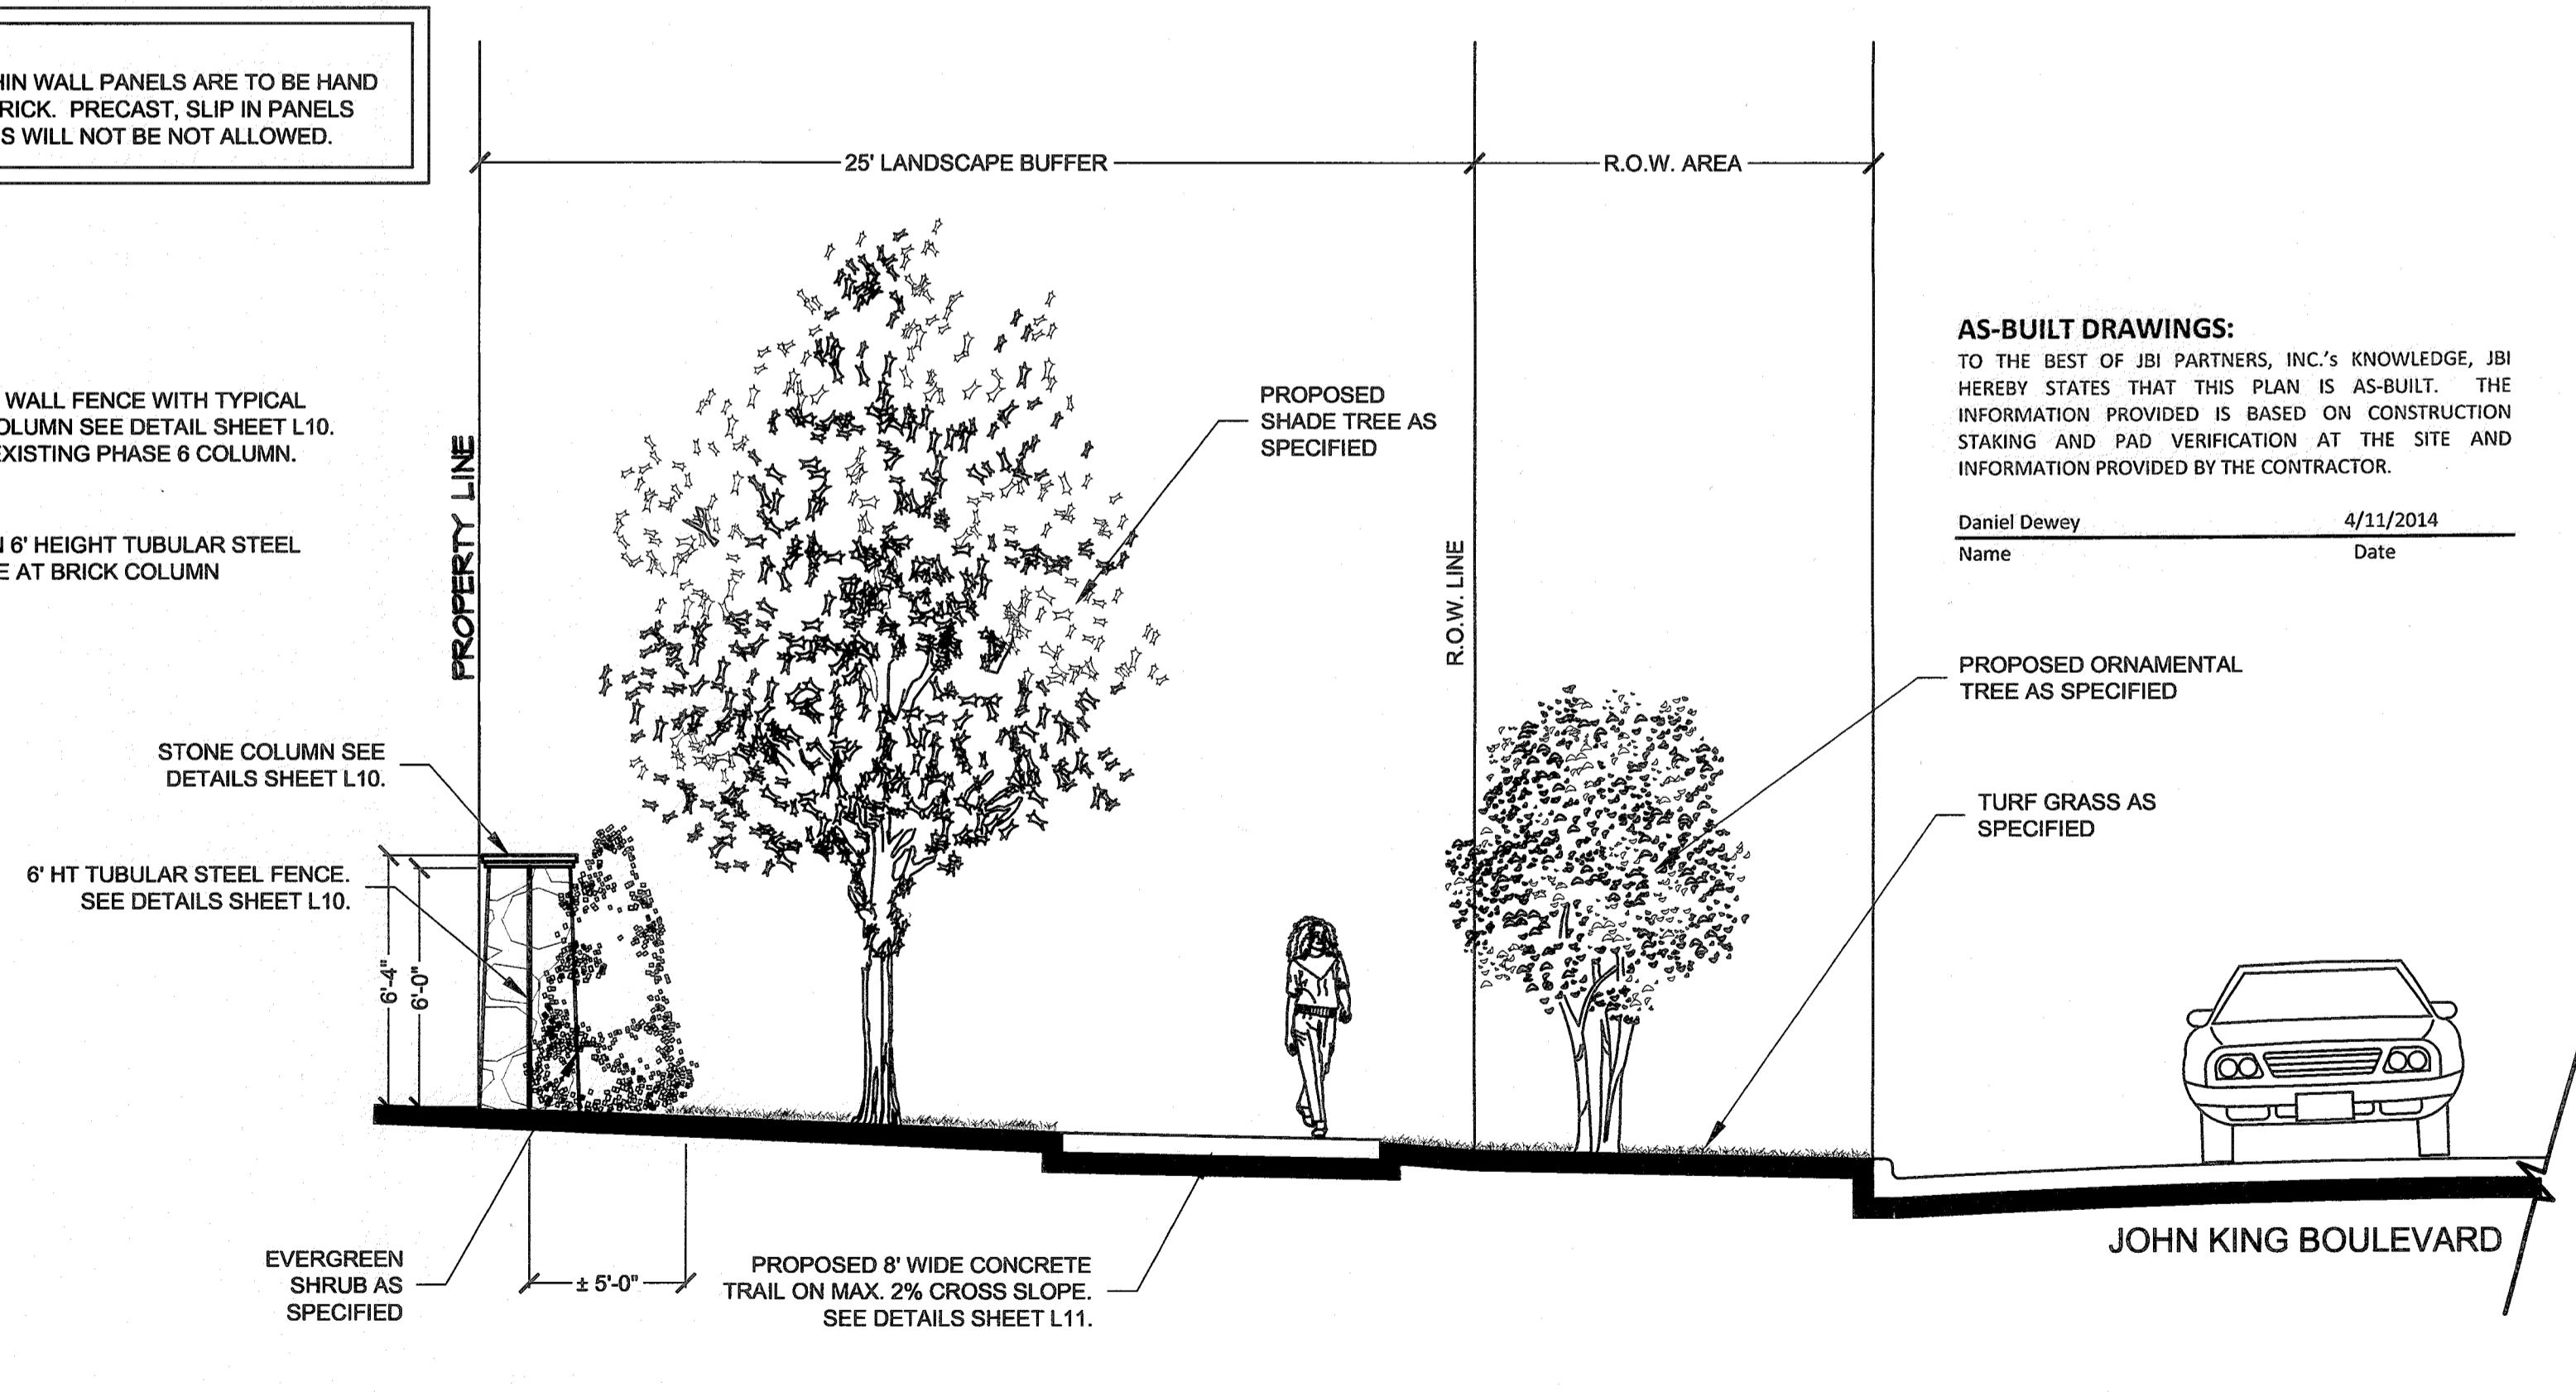 HIN WALL PANELS ARE TO BE HAND
RICK. PRECAST, SLIP IN PANELS
S WILL NOT BE NOT ALLOWED.
25' LANDSCAPE BUFFER
R.O.W. AREA
WALL FENCE WITH TYPICAL
OLUMN SEE DETAIL SHEET L10.
EXISTING PHASE 6 COLUMN.
N 6' HEIGHT TUBULAR STEEL
E AT BRICK COLUMN
PROPERTY LINE
STONE COLUMN SEE
DETAILS SHEET L10.
6' HT TUBULAR STEEL FENCE.
SEE DETAILS SHEET L10.
6'-4"
6'-0"
EVERGREEN
SHRUB AS
SPECIFIED
± 5'-0"
PROPOSED 8' WIDE CONCRETE
TRAIL ON MAX. 2% CROSS SLOPE.
SEE DETAILS SHEET L11.
PROPOSED
SHADE TREE AS
SPECIFIED
R.O.W. LINE
AS-BUILT DRAWINGS:
TO THE BEST OF JBI PARTNERS, INC.'s KNOWLEDGE, JBI
HEREBY STATES THAT THIS PLAN IS AS-BUILT. THE
INFORMATION PROVIDED IS BASED ON CONSTRUCTION
STAKING AND PAD VERIFICATION AT THE SITE AND
INFORMATION PROVIDED BY THE CONTRACTOR.
Daniel Dewey 4/11/2014
Name Date
PROPOSED ORNAMENTAL
TREE AS SPECIFIED
TURF GRASS AS
SPECIFIED
JOHN KING BOULEVARD